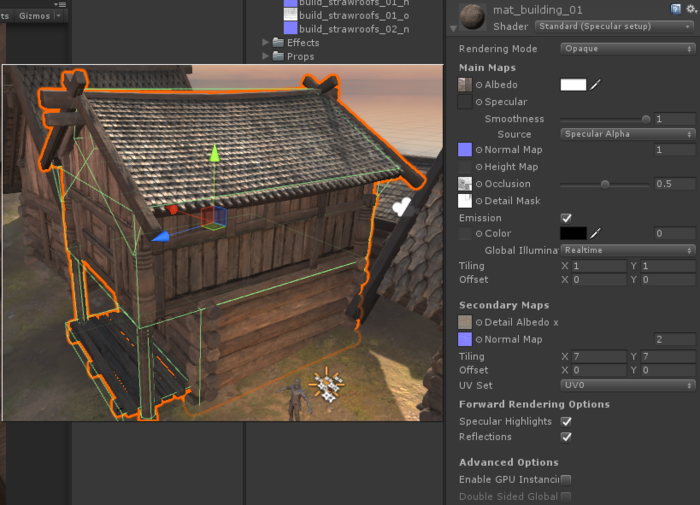 ts Gizmos
build_strawroofs_01_n
build_strawroofs_01_o
build_strawroofs_02_n
Effects
Props
mat_building_01
Shader Standard (Specular setup)
Rendering Mode Opaque
Main Maps
Albedo
Specular
Smoothness 1
Source Specular Alpha
Normal Map 1
Height Map
Occlusion 0.5
Detail Mask
Emission
Color 0
Global Illumina Realtime
Tiling X 1 Y 1
Offset X 0 Y 0
Secondary Maps
Detail Albedo x
Normal Map 2
Tiling X 7 Y 7
Offset X 0 Y 0
UV Set UV0
Forward Rendering Options
Specular Highlights
Reflections
Advanced Options
Enable GPU Instancin
Double Sided Global